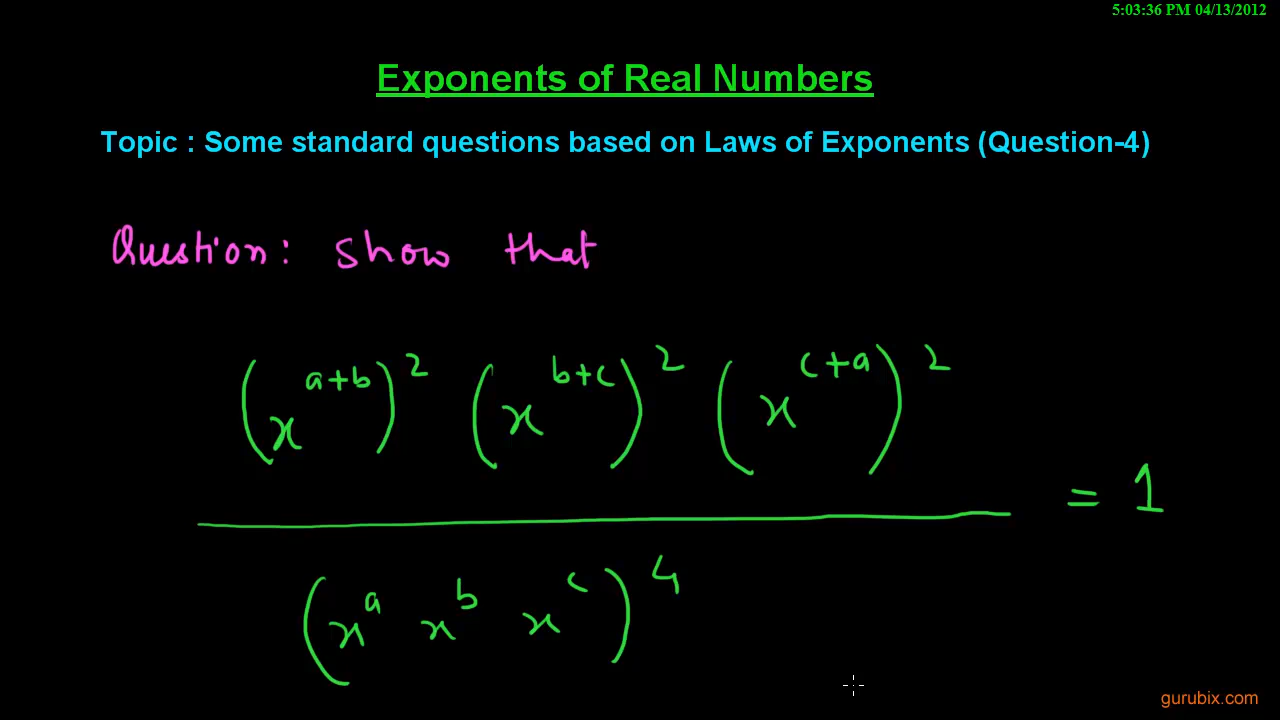 5:03:36 PM 04/13/2012
Exponents of Real Numbers
Topic : Some standard questions based on Laws of Exponents (Question-4)
Question: show that
(x^{a+b})^2 (x^{b+c})^2 (x^{c+a})^2
= 1
(x^a x^b x^c)^4
gurubix.com